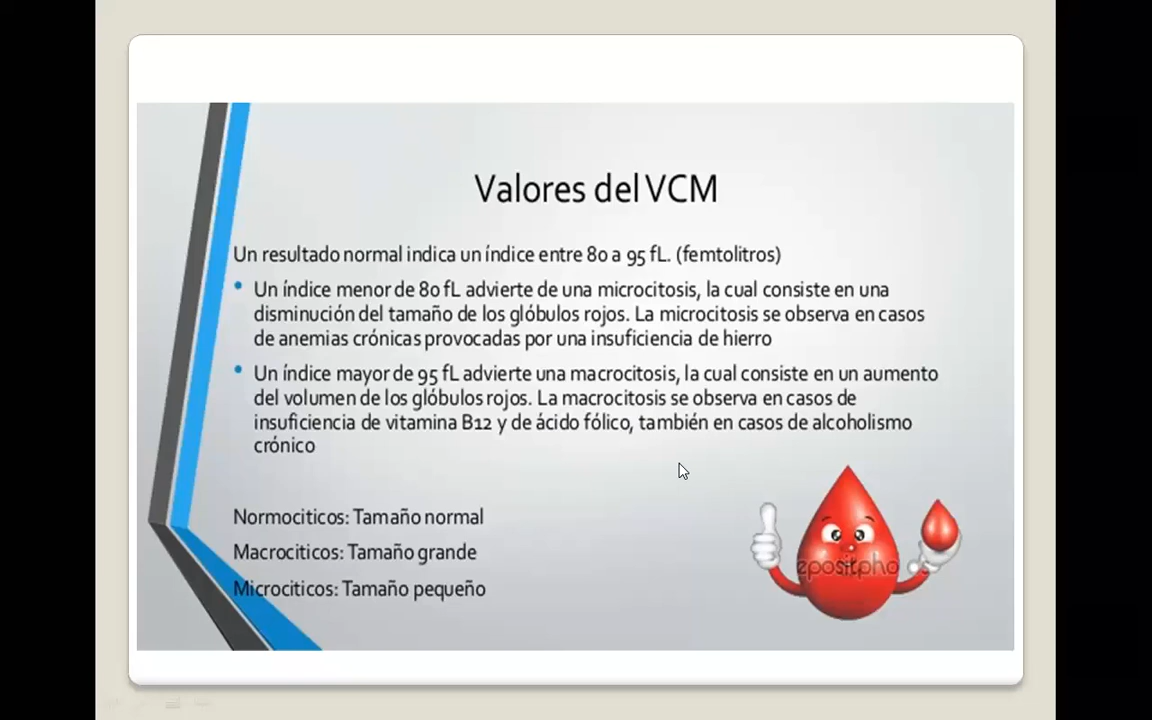 Valores del VCM
Un resultado normal indica un índice entre 80 a 95 fL. (femtolitros)
• Un índice menor de 80 fL advierte de una microcitosis, la cual consiste en una
disminución del tamaño de los glóbulos rojos. La microcitosis se observa en casos
de anemias crónicas provocadas por una insuficiencia de hierro
• Un índice mayor de 95 fL advierte una macrocitosis, la cual consiste en un aumento
del volumen de los glóbulos rojos. La macrocitosis se observa en casos de
insuficiencia de vitamina B12 y de ácido fólico, también en casos de alcoholismo
crónico
Normociticos: Tamaño normal
Macrociticos: Tamaño grande
Microciticos: Tamaño pequeño